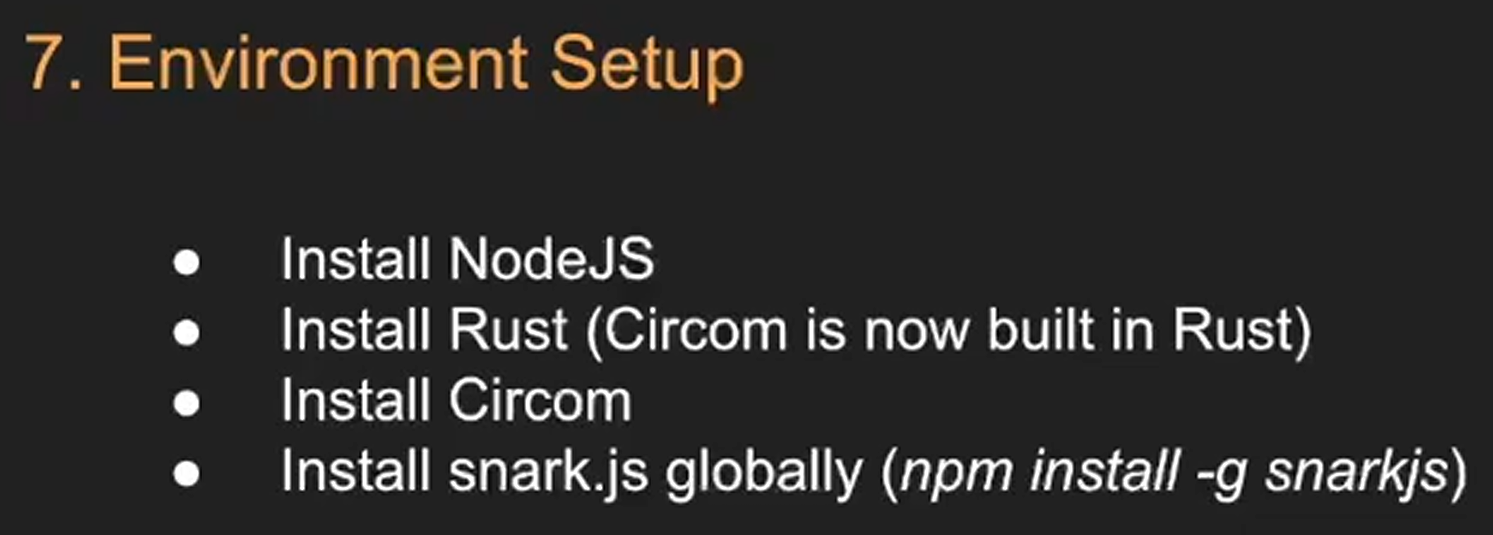 7. Environment Setup
● Install NodeJS
● Install Rust (Circom is now built in Rust)
● Install Circom
● Install snark.js globally (npm install -g snarkjs)